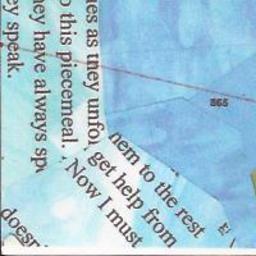 ues as they unfo
o this piecemeal.
hey have always sp
ey speak.
hem to the rest
get help from
. Now I must
doesn
865